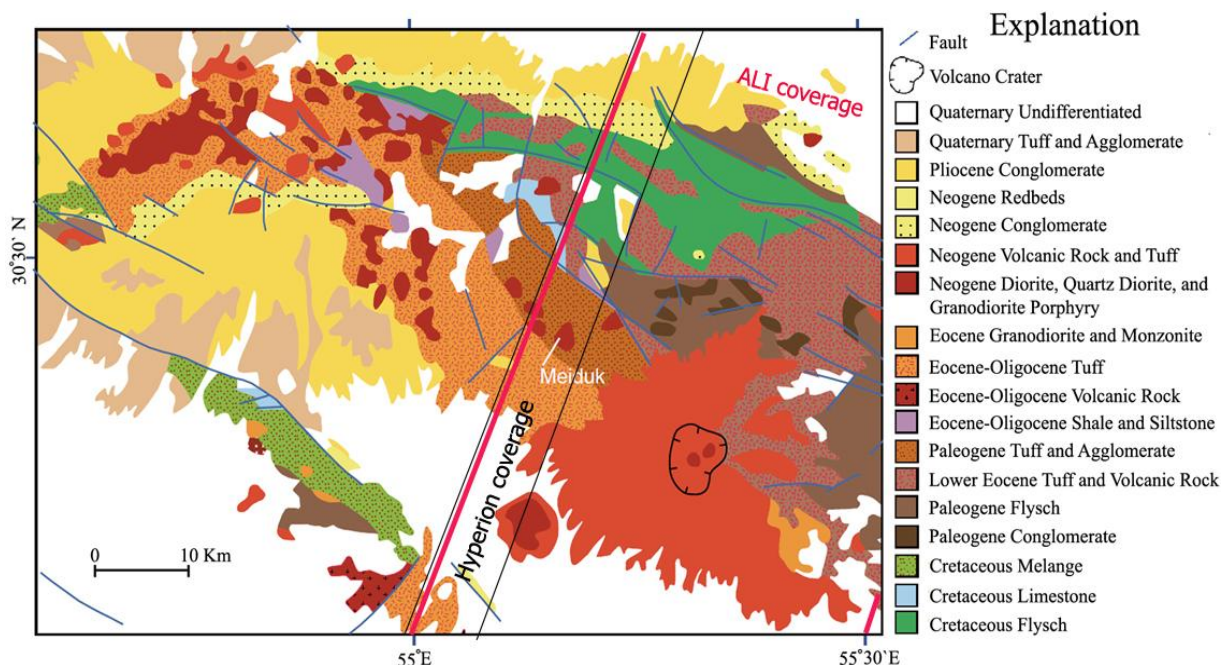 Explanation
Fault
Volcano Crater
Quaternary Undifferentiated
Quaternary Tuff and Agglomerate
Pliocene Conglomerate
Neogene Redbeds
Neogene Conglomerate
Neogene Volcanic Rock and Tuff
Neogene Diorite, Quartz Diorite, and
Granodiorite Porphyry
Eocene Granodiorite and Monzonite
Eocene-Oligocene Tuff
Eocene-Oligocene Volcanic Rock
Eocene-Oligocene Shale and Siltstone
Paleogene Tuff and Agglomerate
Lower Eocene Tuff and Volcanic Rock
Paleogene Flysch
Paleogene Conglomerate
Cretaceous Melange
Cretaceous Limestone
Cretaceous Flysch
ALI coverage
30°30` N
Meiduk
Hyperion coverage
0 10 Km
55°E
55°30`E